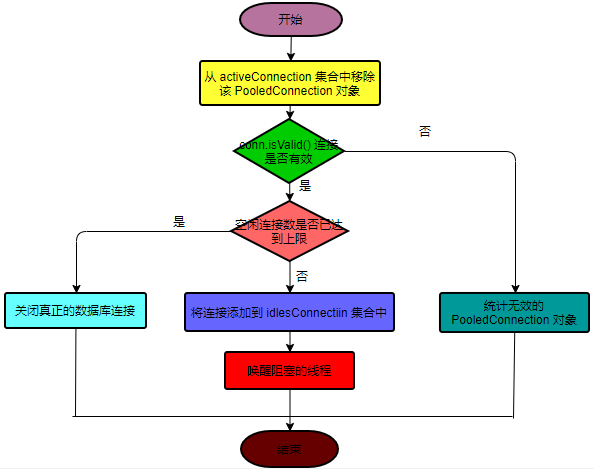 开始
从 activeConnection 集合中移除
该 PooledConnection 对象
conn.isValid() 连接
是否有效
否
是
空闲连接数是否已达
到上限
是
否
关闭真正的数据库连接
将连接添加到 idlesConnectiin 集合中
统计无效的
PooledConnection 对象
唤醒阻塞的线程
结束